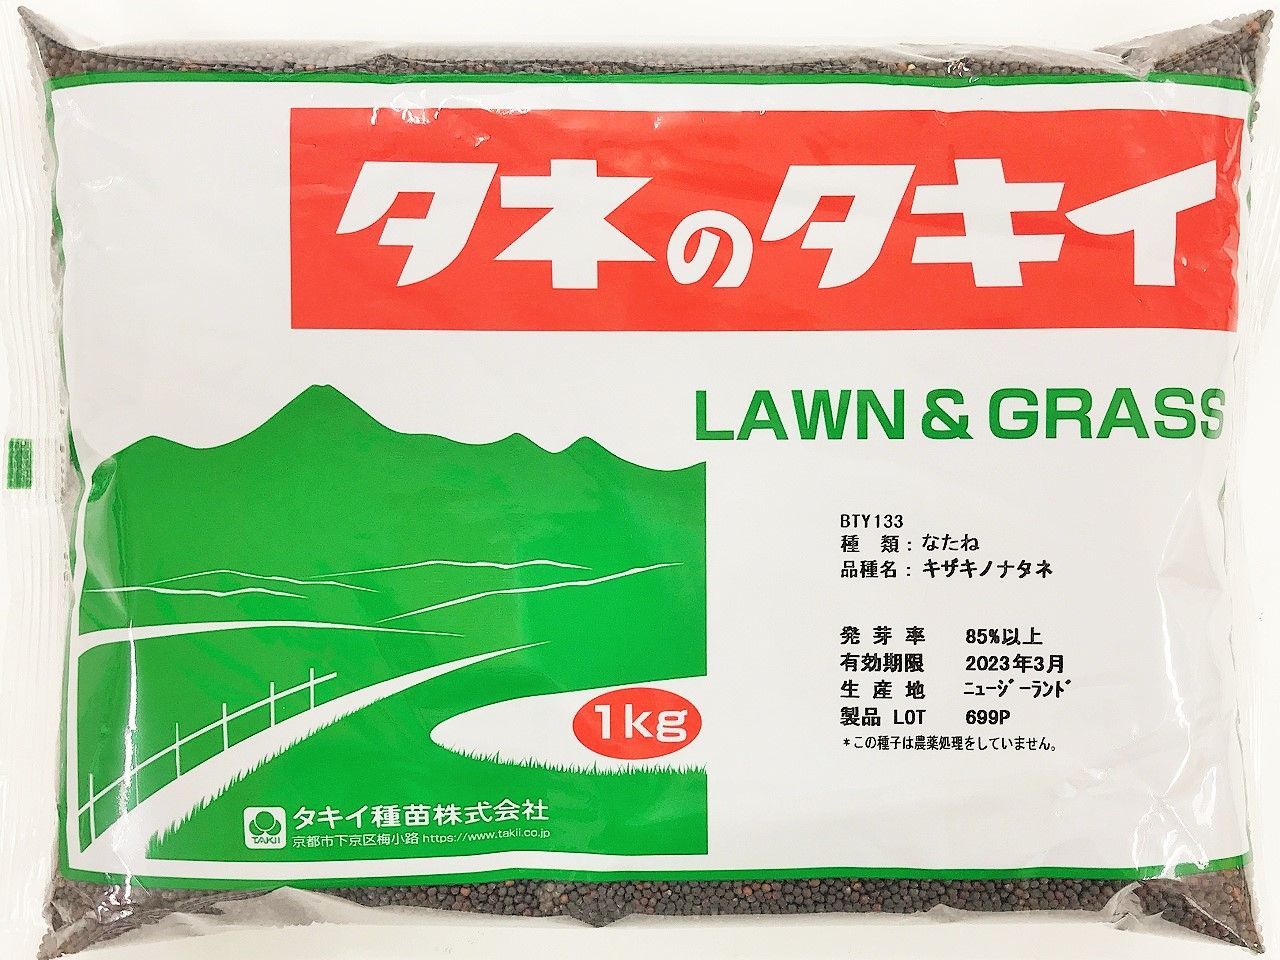 タネのタキイ
LAWN & GRASS
BTY133
種 類：なたね
品種名：キザキノナタネ
発 芽 率 85%以上
有効期限 2023年3月
生 産 地 ﾆｭｰｼﾞｰﾗﾝﾄﾞ
製品 LOT 699P
＊この種子は農薬処理をしていません。
1kg
TAKII
タキイ種苗株式会社
京都市下京区梅小路 https://www.takii.co.jp